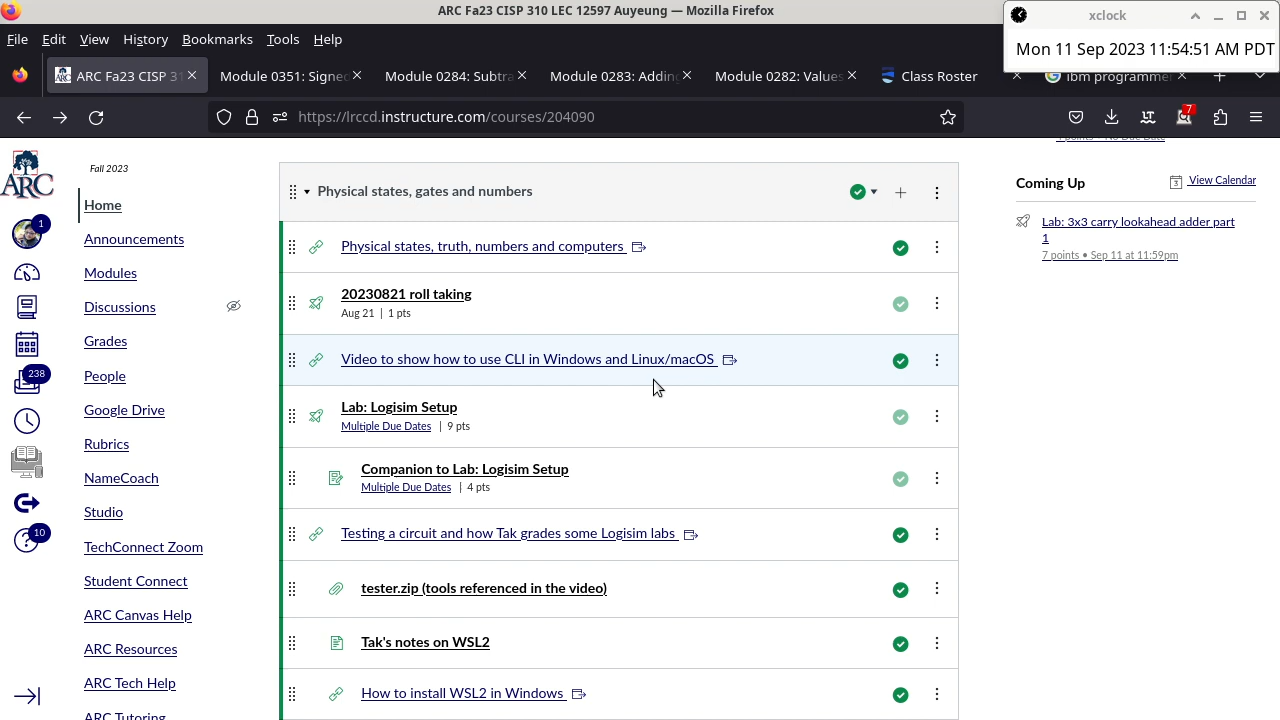 ARC Fa23 CISP 310 LEC 12597 Auyeung — Mozilla Firefox
xclock
Mon 11 Sep 2023 11:54:51 AM PDT
File Edit View History Bookmarks Tools Help
ARC Fa23 CISP 31
Module 0351: Signe
Module 0284: Subtra
Module 0283: Addin
Module 0282: Values
Class Roster
ibm programme
https://lrccd.instructure.com/courses/204090
7
ARC
Fall 2023
1
238
10
Home
Announcements
Modules
Discussions
Grades
People
Google Drive
Rubrics
NameCoach
Studio
TechConnect Zoom
Student Connect
ARC Canvas Help
ARC Resources
ARC Tech Help
ARC Tutoring
Physical states, gates and numbers
Physical states, truth, numbers and computers
20230821 roll taking
Aug 21 | 1 pts
Video to show how to use CLI in Windows and Linux/macOS
Lab: Logisim Setup
Multiple Due Dates | 9 pts
Companion to Lab: Logisim Setup
Multiple Due Dates | 4 pts
Testing a circuit and how Tak grades some Logisim labs
tester.zip (tools referenced in the video)
Tak's notes on WSL2
How to install WSL2 in Windows
Coming Up
View Calendar
Lab: 3x3 carry lookahead adder part
1
7 points • Sep 11 at 11:59pm